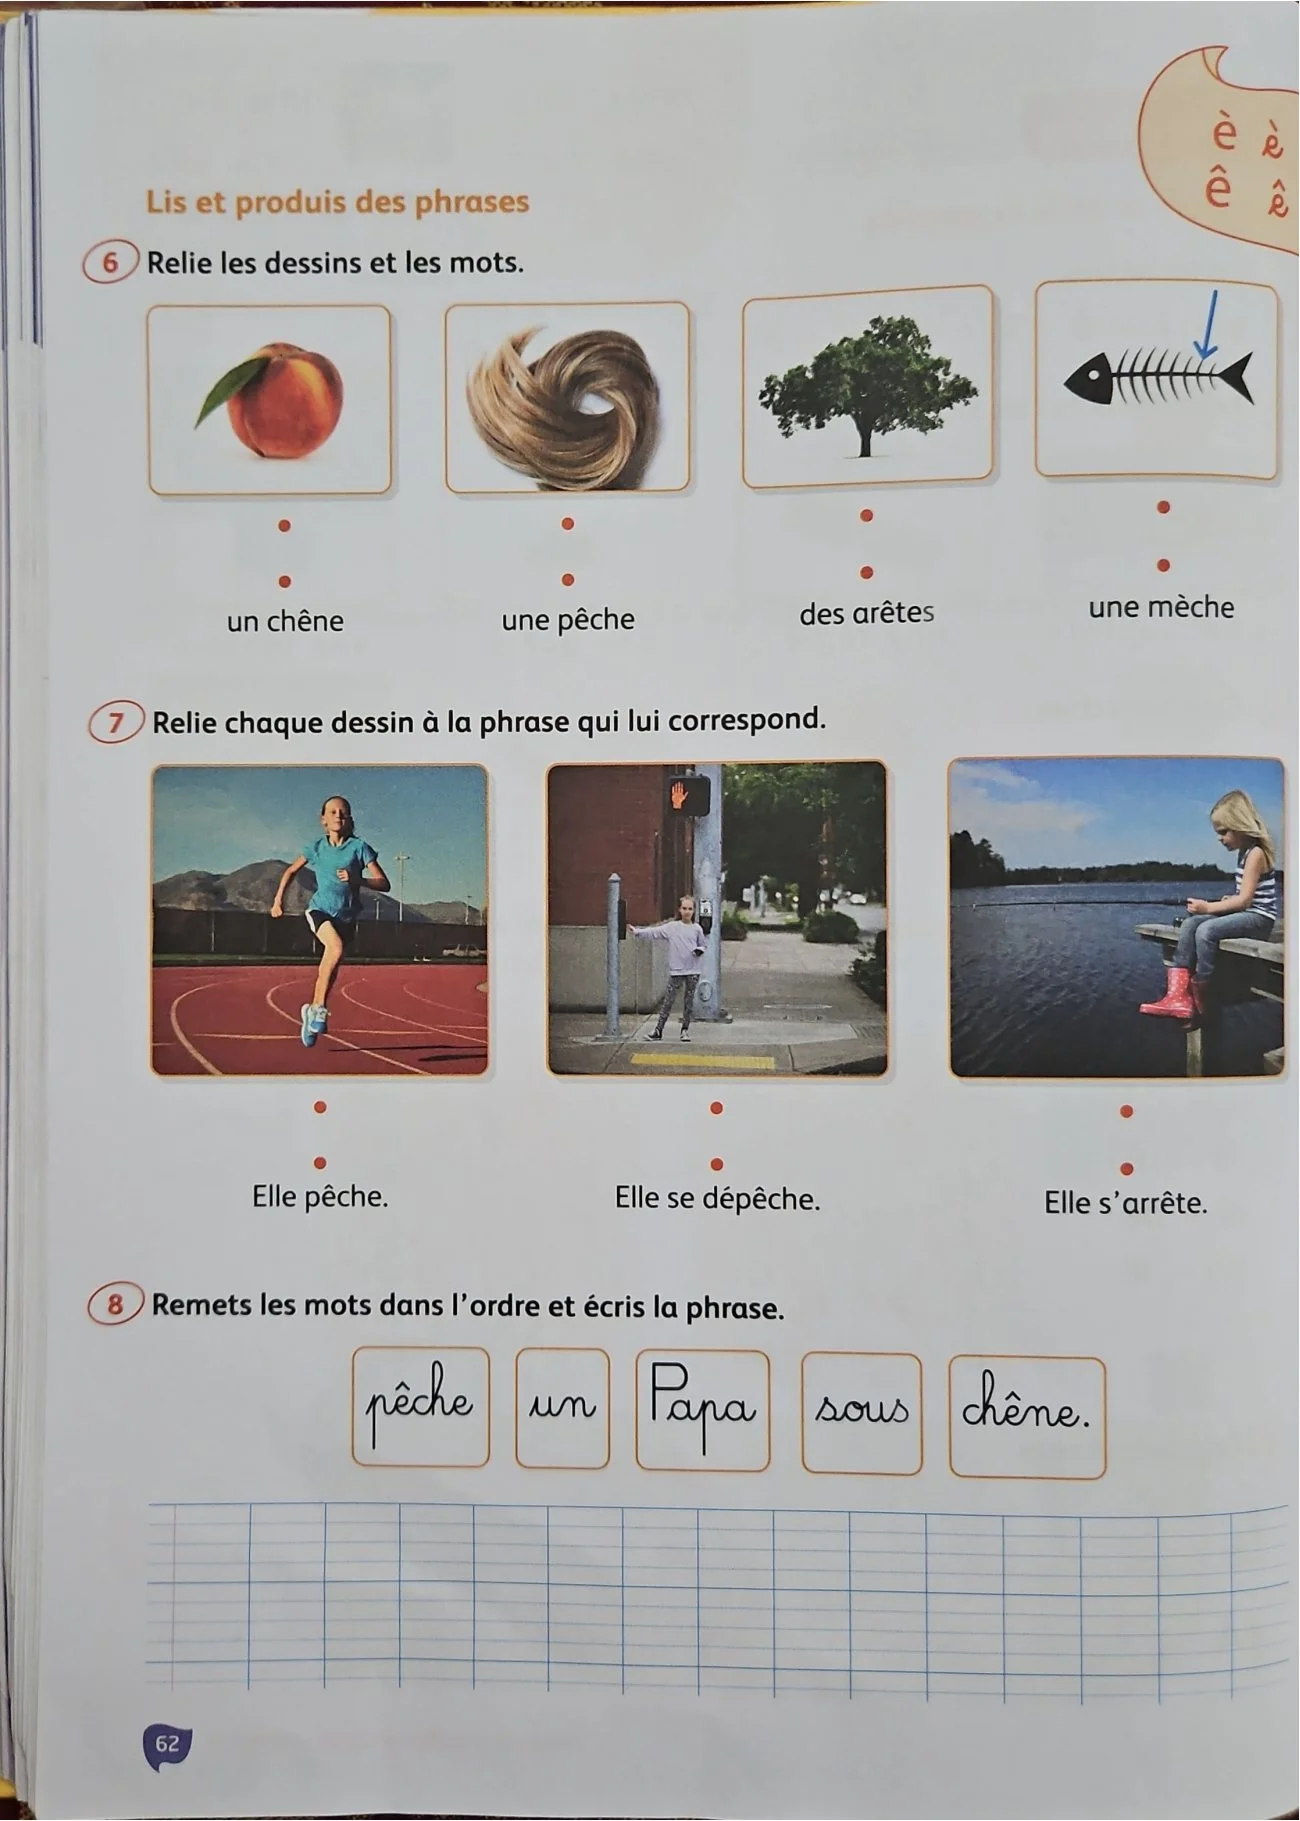 è è
ê ê
Lis et produis des phrases
6 Relie les dessins et les mots.
un chêne une pêche des arêtes une mèche
7 Relie chaque dessin à la phrase qui lui correspond.
Elle pêche. Elle se dépêche. Elle s'arrête.
8 Remets les mots dans l'ordre et écris la phrase.
pêche un Papa sous chêne.
62